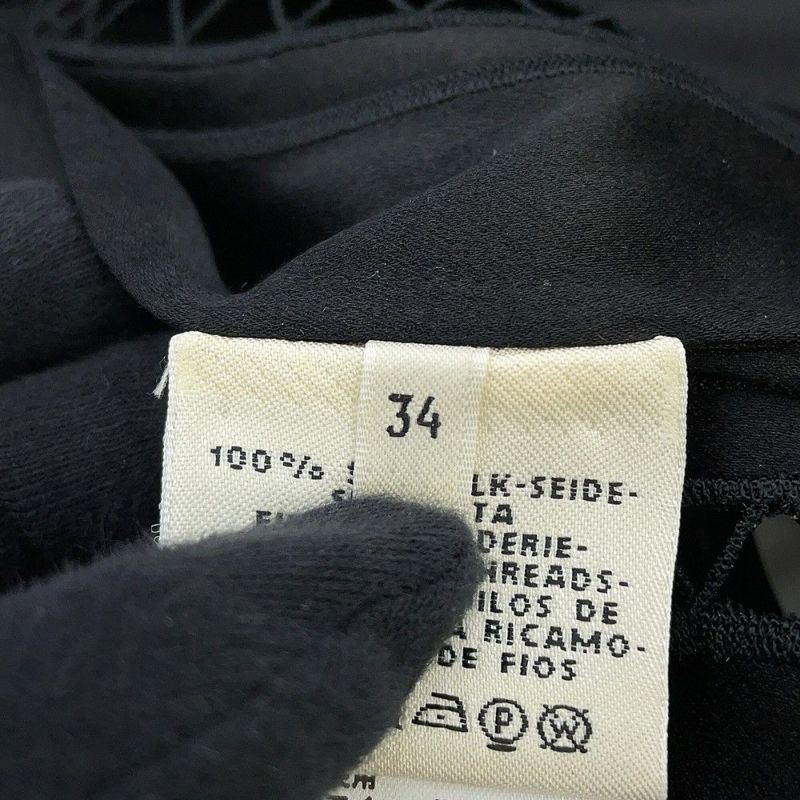 34
100%
LK-SEIDE-
TA
DERIE-
HREADS-
ILOS DE
A RICAMO-
DE FIOS
P W